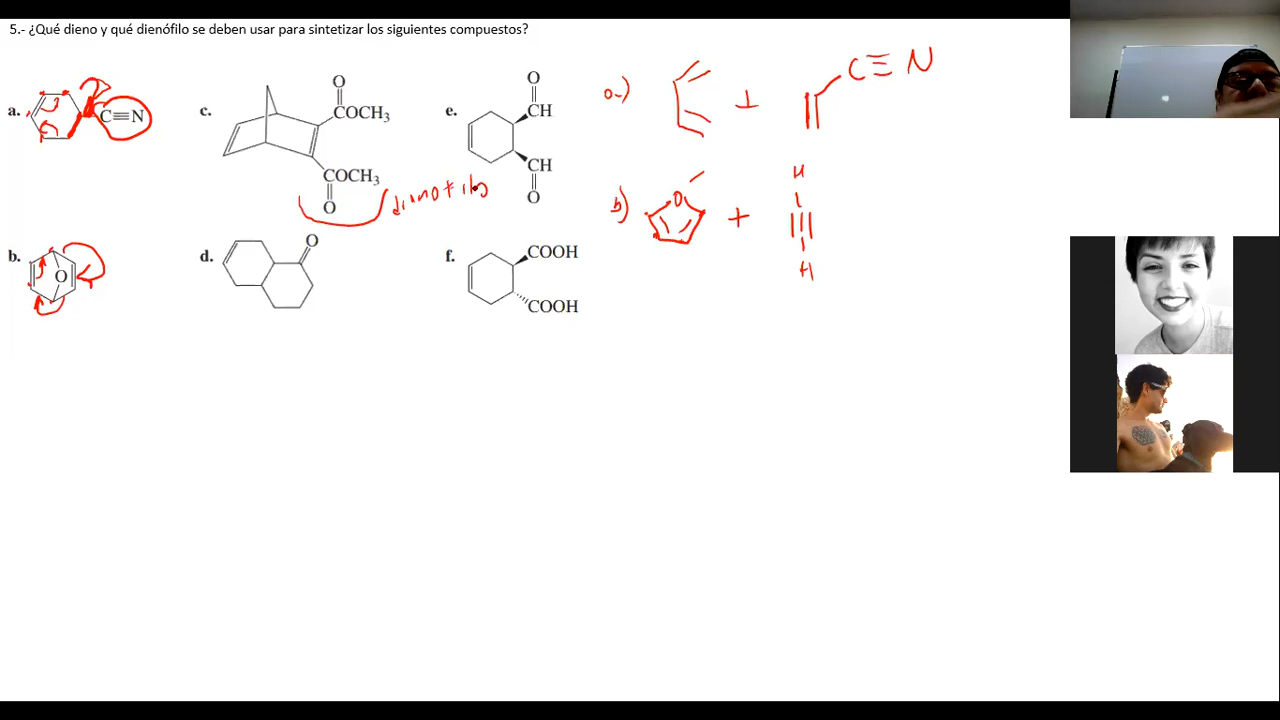 5.- ¿Qué dieno y qué dienófilo se deben usar para sintetizar los siguientes compuestos?
a.
C≡N
c.
O
COCH3
COCH3
O
e.
O
CH
CH
O
a.)
+
C≡N
b.
O
d.
O
f.
COOH
COOH
b)
O
+
H
H